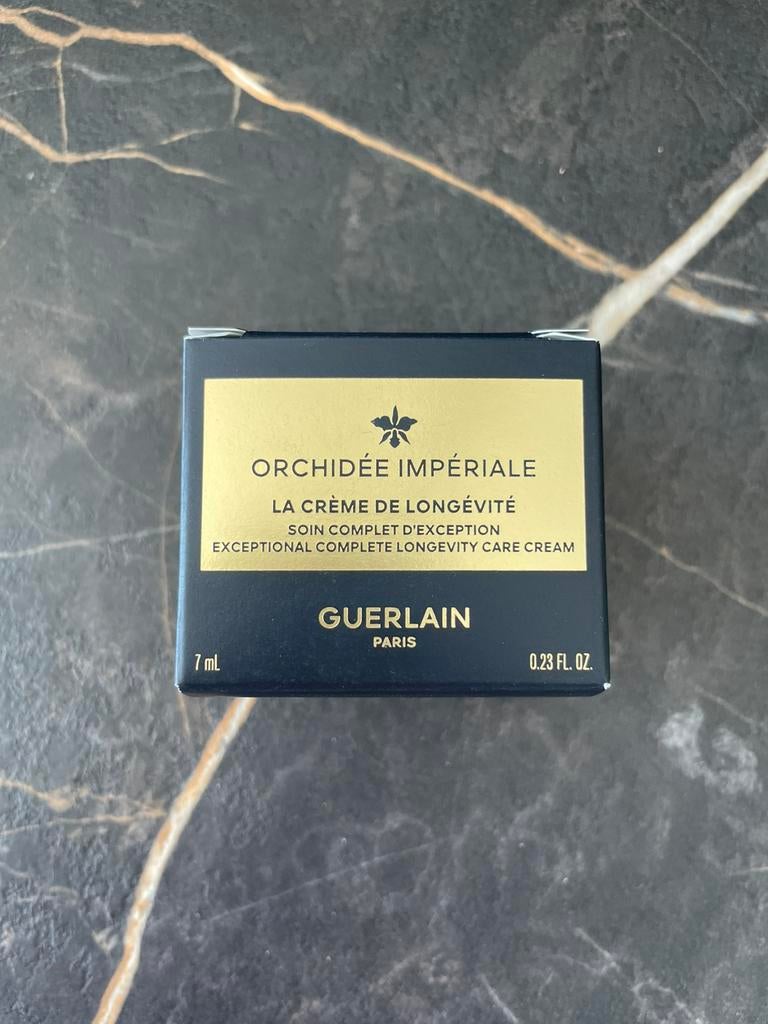 ORCHIDÉE IMPÉRIALE
LA CRÈME DE LONGÉVITÉ
SOIN COMPLET D'EXCEPTION
EXCEPTIONAL COMPLETE LONGEVITY CARE CREAM
GUERLAIN
PARIS
7 mL 0.23 FL. OZ.